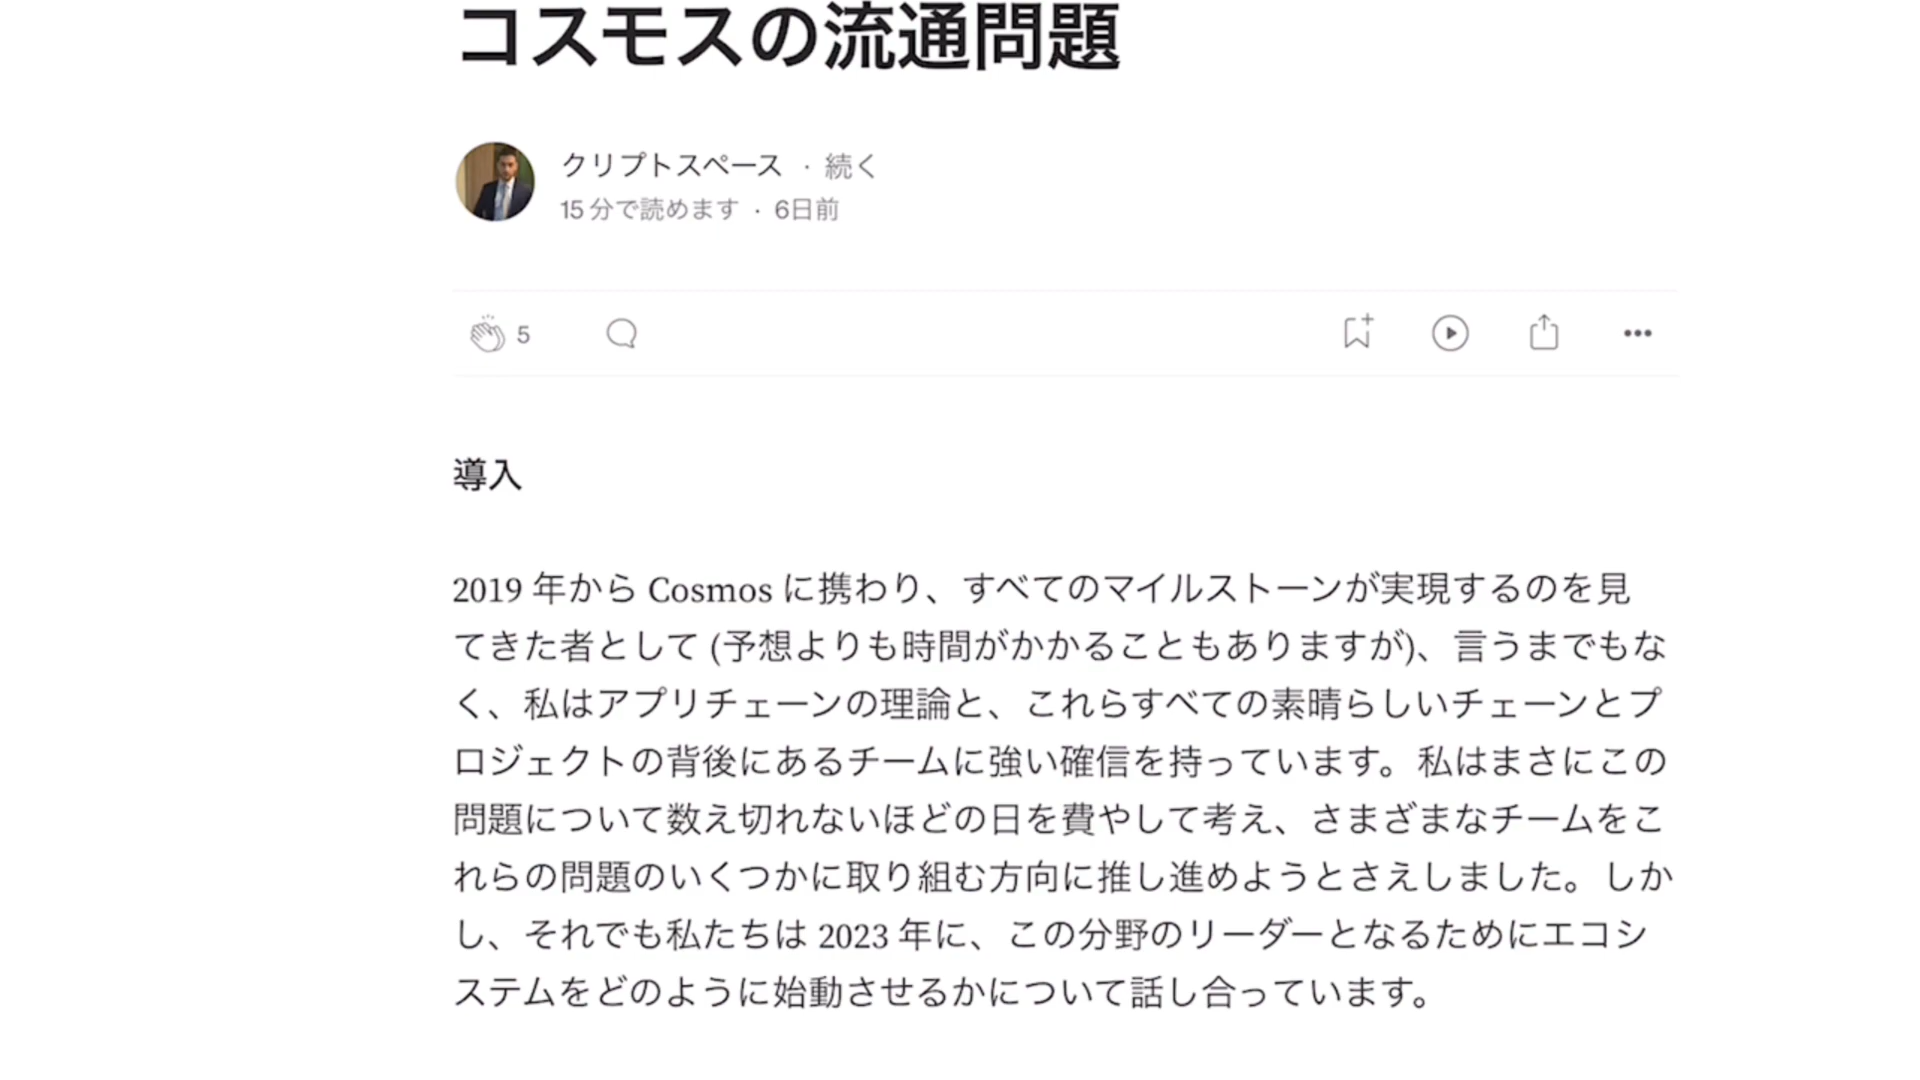 コスモスの流通問題
クリプトスペース · 続く
15 分で読めます · 6日前
5
導入
2019 年から Cosmos に携わり、すべてのマイルストーンが実現するのを見
てきた者として (予想よりも時間がかかることもありますが)、言うまでもな
く、私はアプリチェーンの理論と、これらすべての素晴らしいチェーンとプ
ロジェクトの背後にあるチームに強い確信を持っています。私はまさにこの
問題について数え切れないほどの日を費やして考え、さまざまなチームをこ
れらの問題のいくつかに取り組む方向に推し進めようとさえしました。しか
し、それでも私たちは 2023 年に、この分野のリーダーとなるためにエコシ
ステムをどのように始動させるかについて話し合っています。